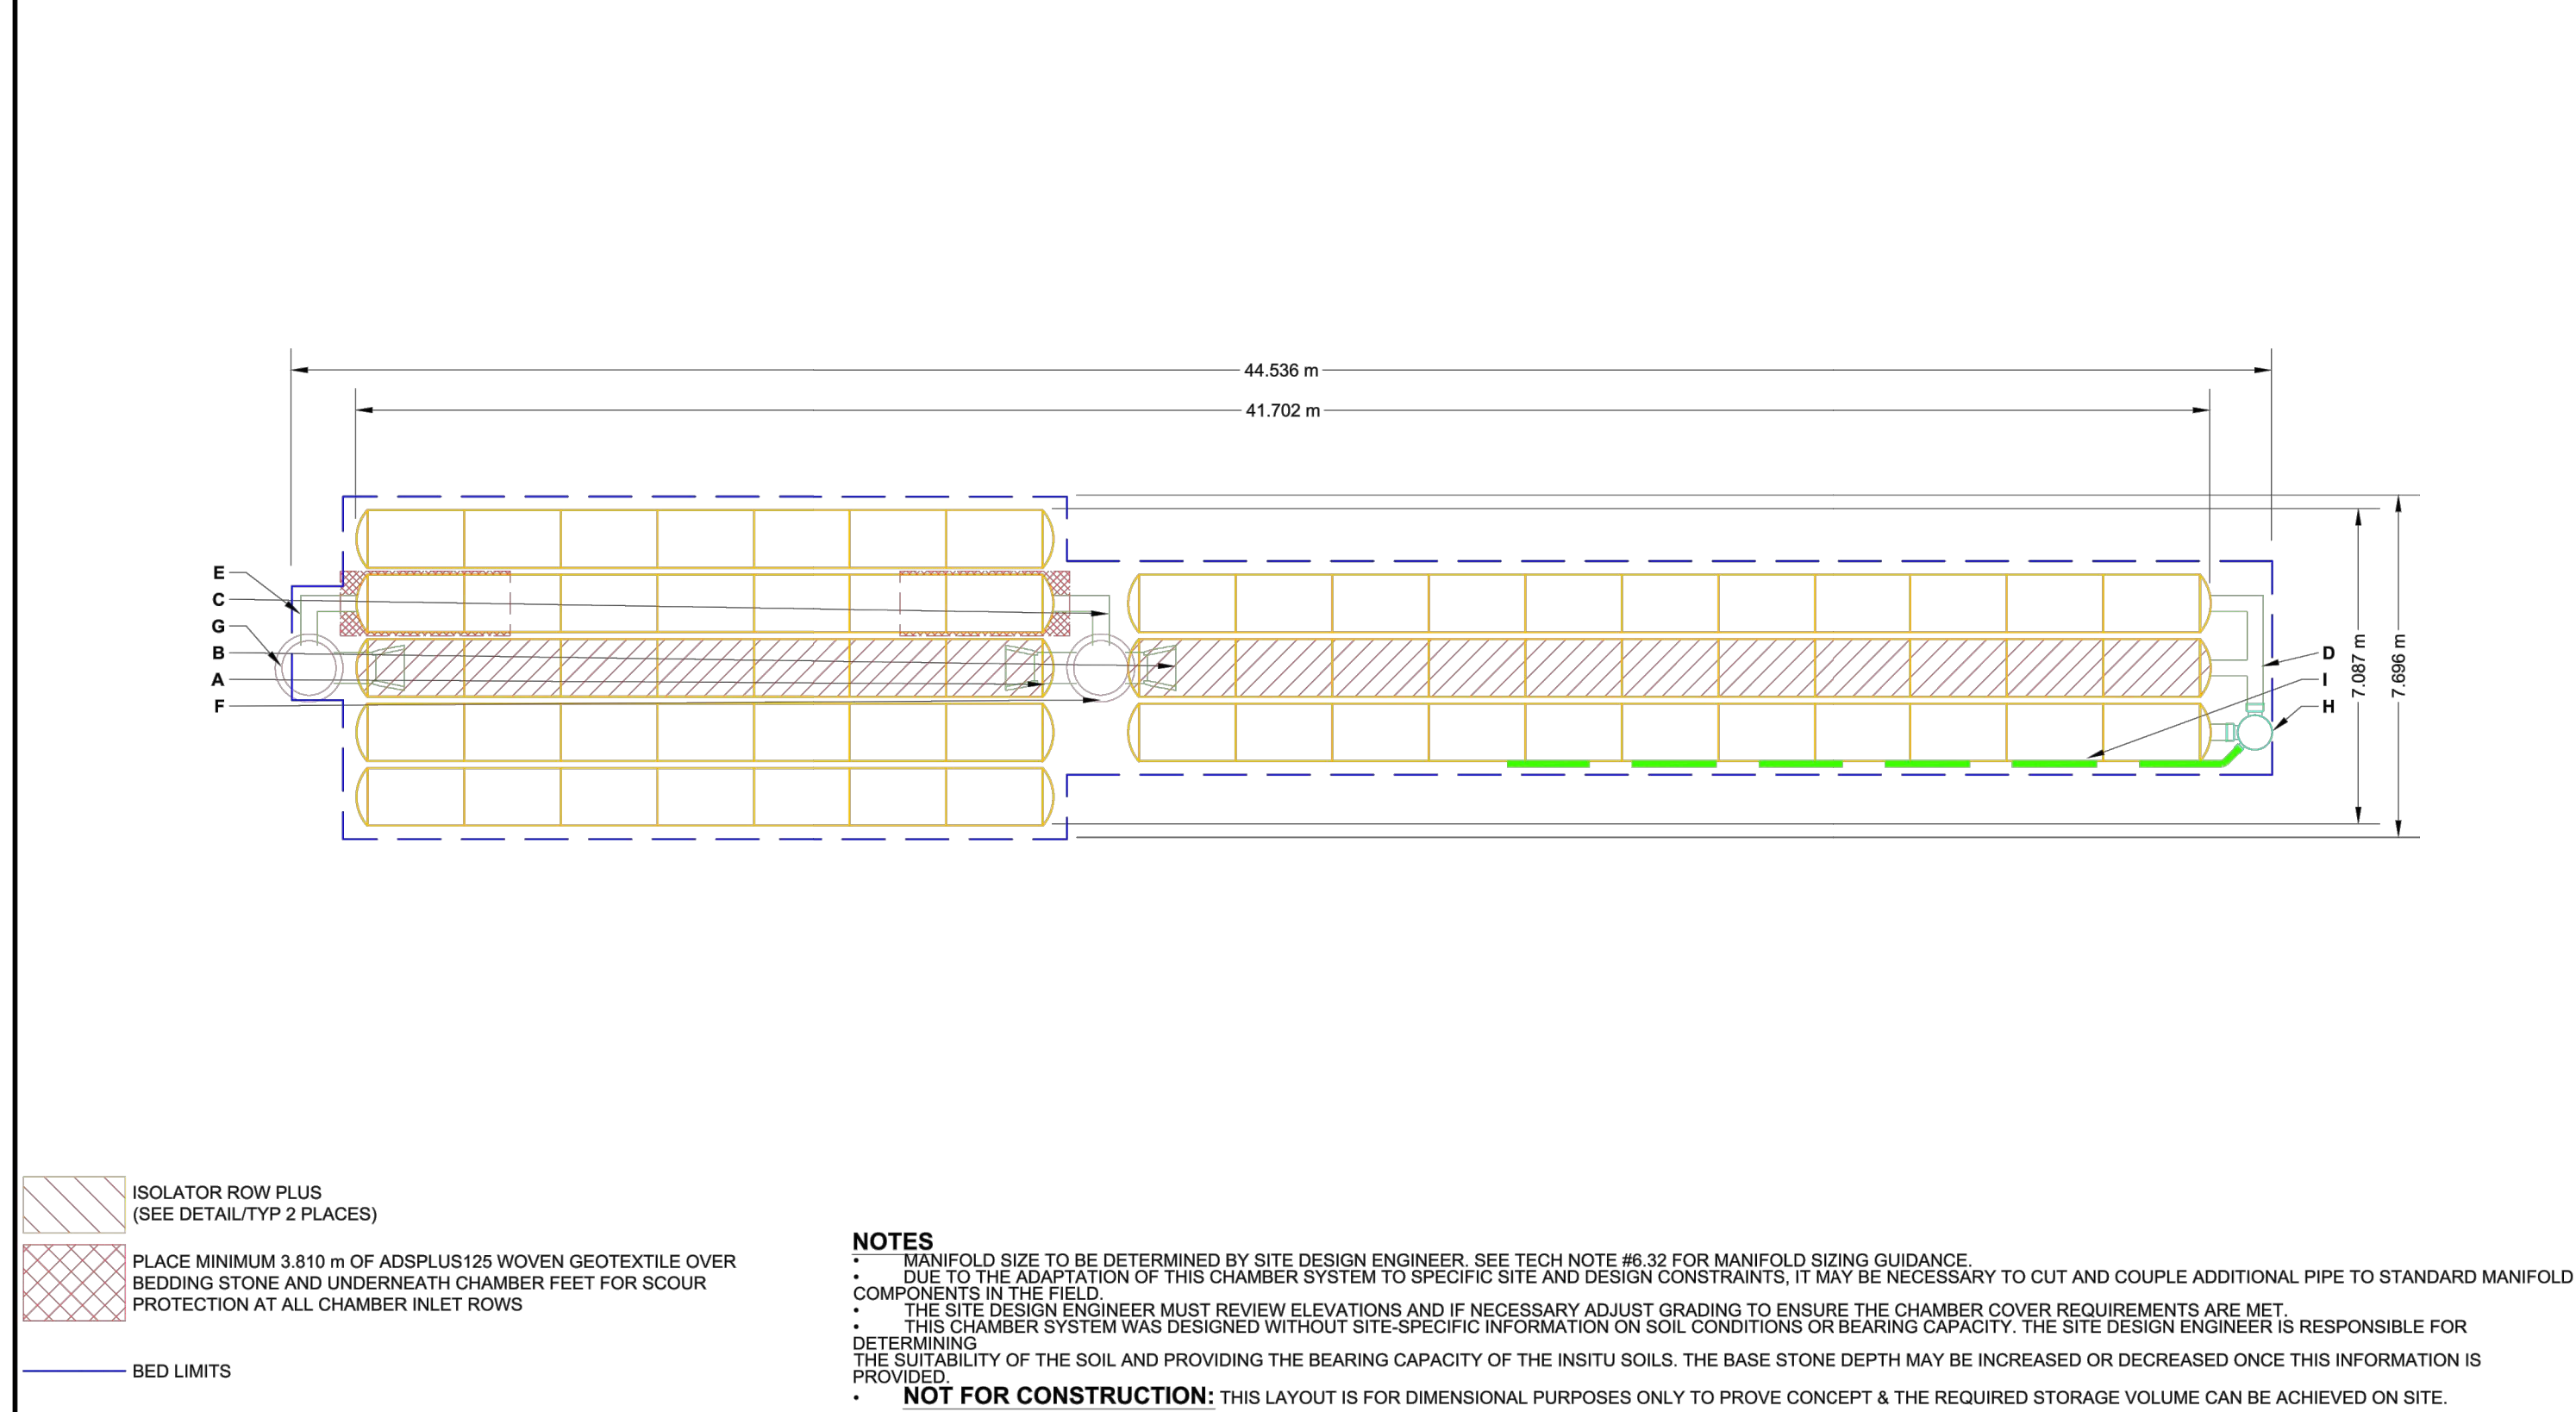 44.536 m
41.702 m
E
C
G
B
A
F
D
I
H
7.087 m
7.696 m
ISOLATOR ROW PLUS
(SEE DETAIL/TYP 2 PLACES)
PLACE MINIMUM 3.810 m OF ADSPLUS125 WOVEN GEOTEXTILE OVER
BEDDING STONE AND UNDERNEATH CHAMBER FEET FOR SCOUR
PROTECTION AT ALL CHAMBER INLET ROWS
BED LIMITS
NOTES
• MANIFOLD SIZE TO BE DETERMINED BY SITE DESIGN ENGINEER. SEE TECH NOTE #6.32 FOR MANIFOLD SIZING GUIDANCE.
• DUE TO THE ADAPTATION OF THIS CHAMBER SYSTEM TO SPECIFIC SITE AND DESIGN CONSTRAINTS, IT MAY BE NECESSARY TO CUT AND COUPLE ADDITIONAL PIPE TO STANDARD MANIFOLD
COMPONENTS IN THE FIELD.
• THE SITE DESIGN ENGINEER MUST REVIEW ELEVATIONS AND IF NECESSARY ADJUST GRADING TO ENSURE THE CHAMBER COVER REQUIREMENTS ARE MET.
• THIS CHAMBER SYSTEM WAS DESIGNED WITHOUT SITE-SPECIFIC INFORMATION ON SOIL CONDITIONS OR BEARING CAPACITY. THE SITE DESIGN ENGINEER IS RESPONSIBLE FOR
DETERMINING
THE SUITABILITY OF THE SOIL AND PROVIDING THE BEARING CAPACITY OF THE INSITU SOILS. THE BASE STONE DEPTH MAY BE INCREASED OR DECREASED ONCE THIS INFORMATION IS
PROVIDED.
• NOT FOR CONSTRUCTION: THIS LAYOUT IS FOR DIMENSIONAL PURPOSES ONLY TO PROVE CONCEPT & THE REQUIRED STORAGE VOLUME CAN BE ACHIEVED ON SITE.